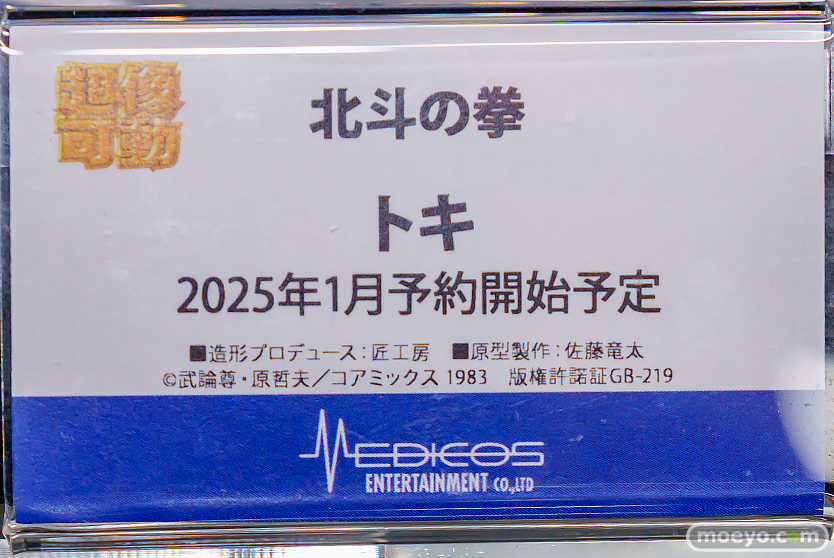 超像
可動
北斗の拳
トキ
2025年1月予約開始予定
■造形プロデュース：匠工房　■原型製作：佐藤竜太
©武論尊・原哲夫／コアミックス 1983　版権許諾証GB-219
MEDICOS
ENTERTAINMENT CO.,LTD
moeyo.com